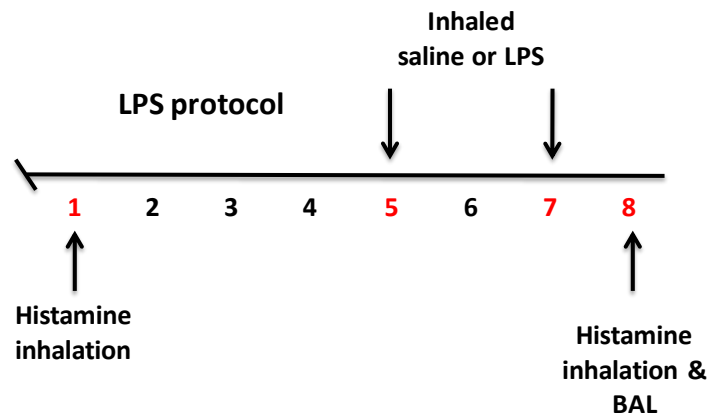 Inhaled
saline or LPS
LPS protocol
1 2 3 4 5 6 7 8
Histamine
inhalation
Histamine
inhalation &
BAL